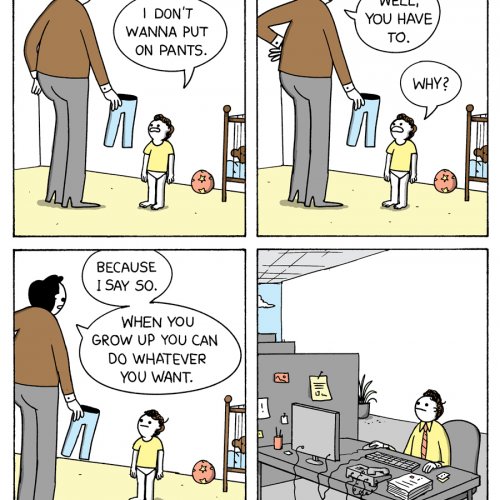 I DON'T
WANNA PUT
ON PANTS.
WELL,
YOU HAVE
TO.
WHY?
BECAUSE
I SAY SO.
WHEN YOU
GROW UP YOU CAN
DO WHATEVER
YOU WANT.